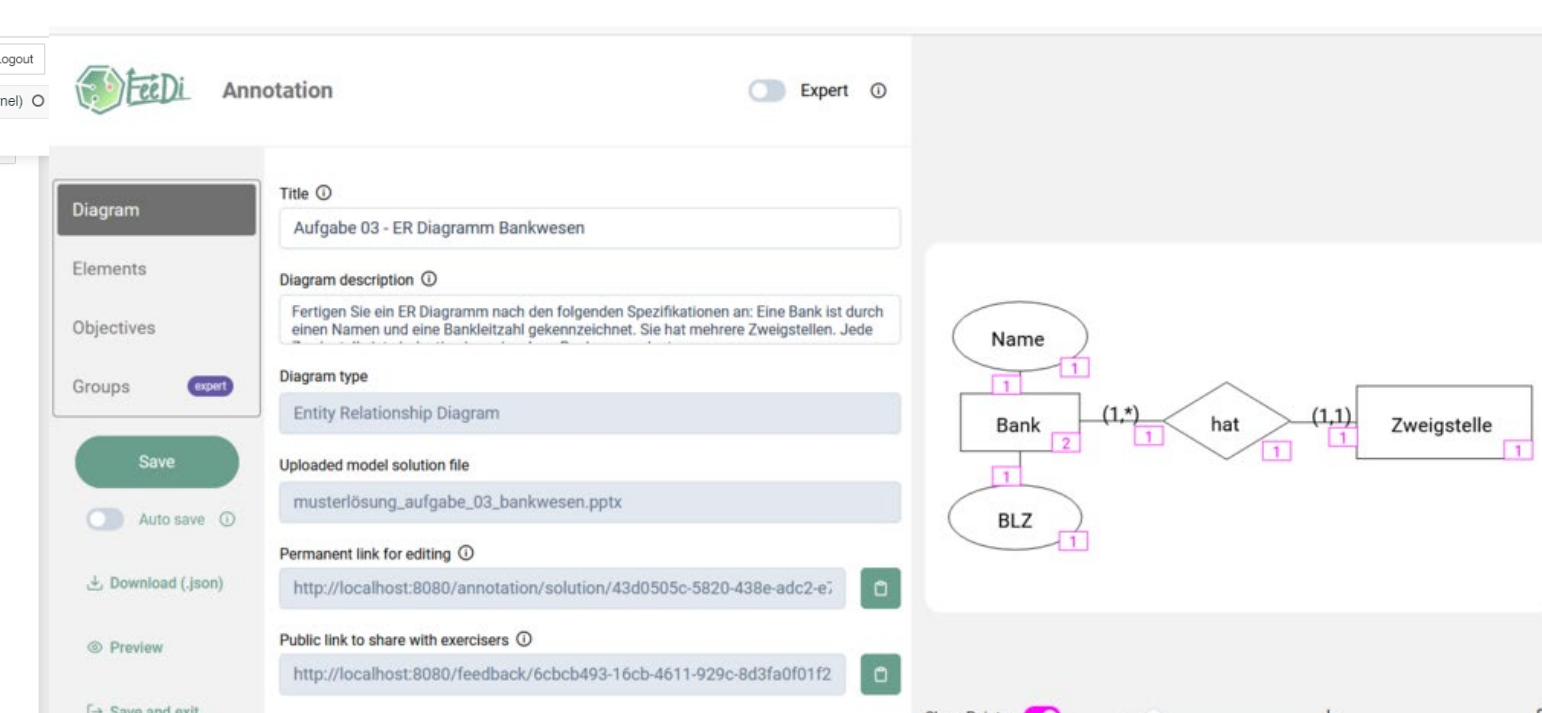 Logout
nel)
FeeDi
Annotation
Expert
Diagram
Elements
Objectives
Groups
expert
Save
Auto save
Download (.json)
Preview
Save and exit
Title
Aufgabe 03 - ER Diagramm Bankwesen
Diagram description
Fertigen Sie ein ER Diagramm nach den folgenden Spezifikationen an: Eine Bank ist durch
einen Namen und eine Bankleitzahl gekennzeichnet. Sie hat mehrere Zweigstellen. Jede
Diagram type
Entity Relationship Diagram
Uploaded model solution file
musterlösung_aufgabe_03_bankwesen.pptx
Permanent link for editing
http://localhost:8080/annotation/solution/43d0505c-5820-438e-adc2-e7
Public link to share with exercisers
http://localhost:8080/feedback/6cbcb493-16cb-4611-929c-8d3fa0f01f2
Name
1
1
Bank
2
(1,*)
1
hat
1
(1,1)
1
Zweigstelle
1
1
BLZ
1